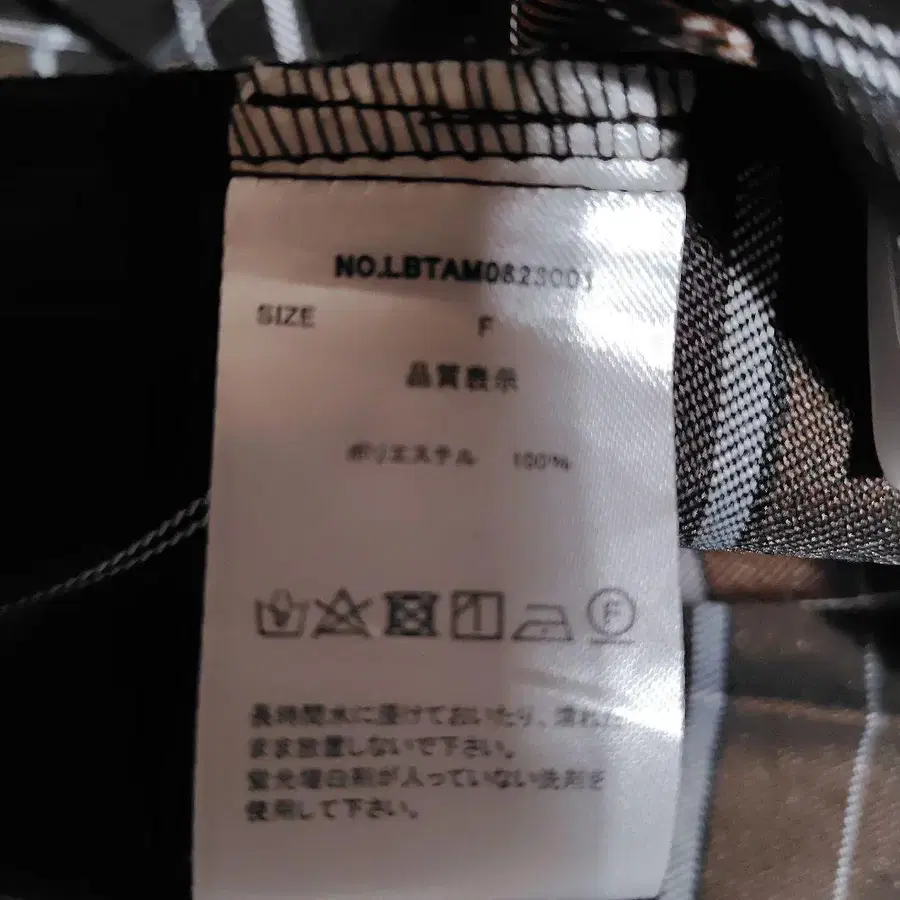 NO.LBTAM0823001
SIZE F
品質表示
ポリエステル 100%
F
長時間水に浸けておいたり、濡れた
まま放置しないで下さい。
蛍光増白剤が入っていない洗剤を
使用して下さい。